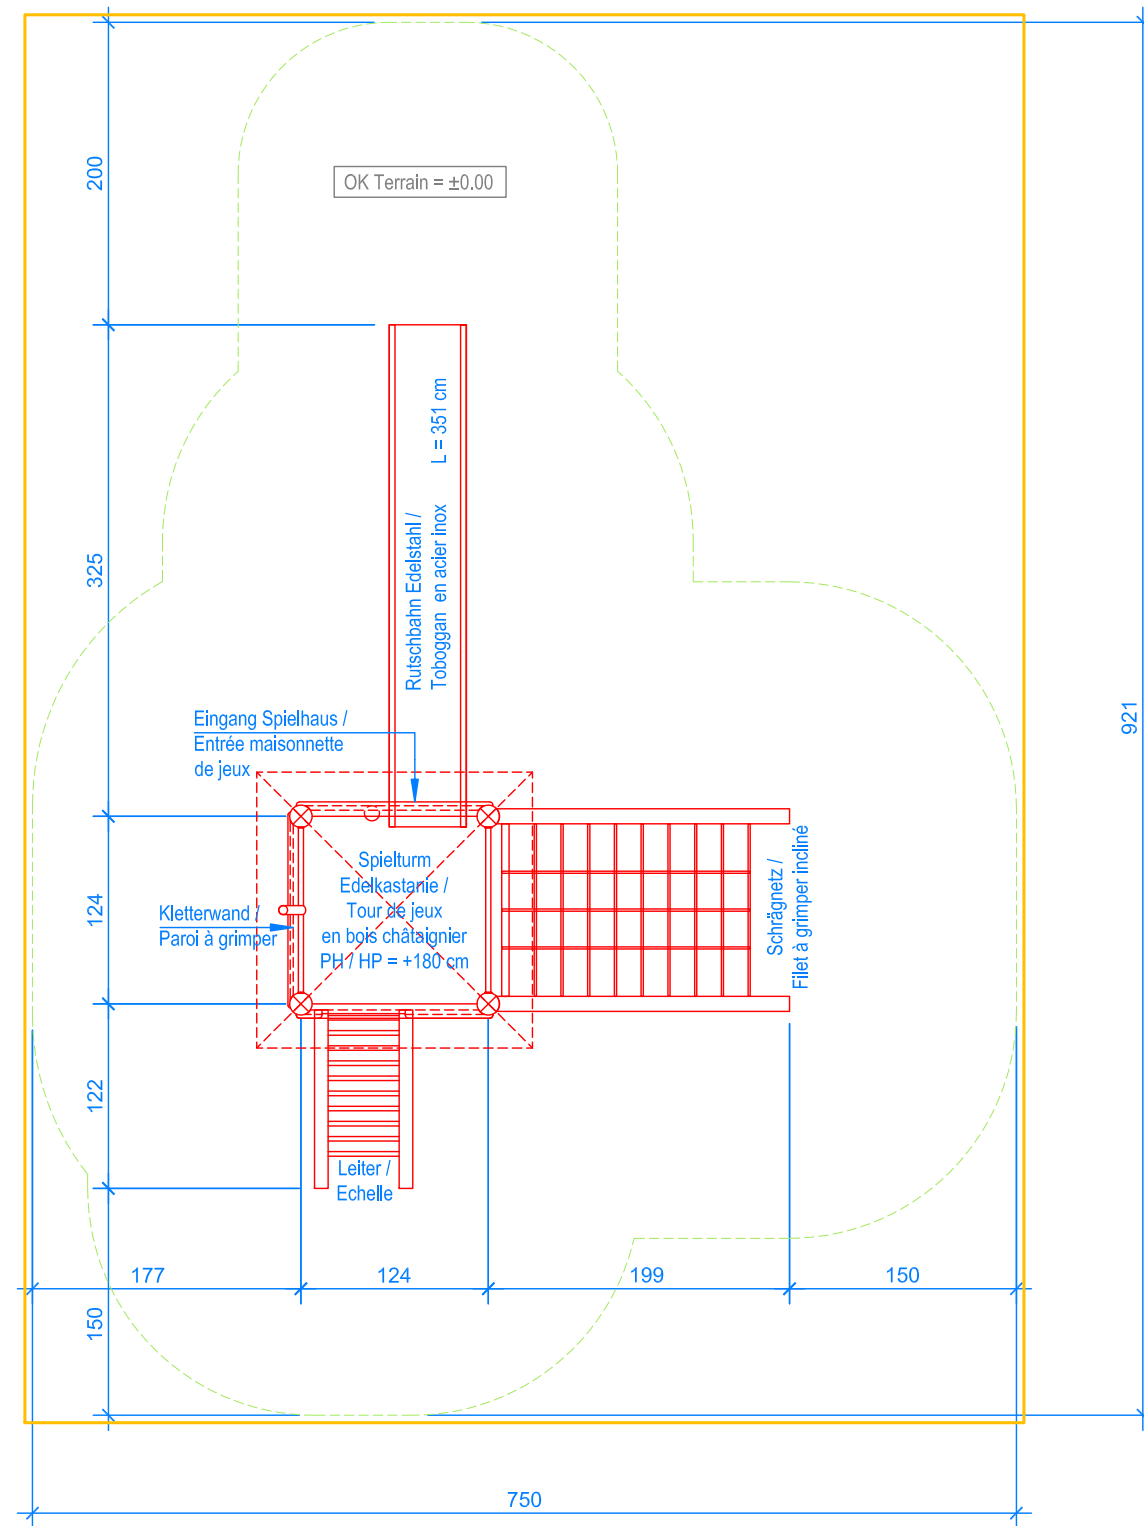 200
OK Terrain = ±0.00
325
Rutschbahn Edelstahl /
Toboggan en acier inox L = 351 cm
921
Eingang Spielhaus /
Entrée maisonnette
de jeux
124
Kletterwand /
Paroi à grimper
Spielturm
Edelkastanie /
Tour de jeux
en bois châtaignier
PH / HP = +180 cm
Schrägnetz /
Filet à grimper incliné
122
Leiter /
Echelle
177
124
199
150
150
750